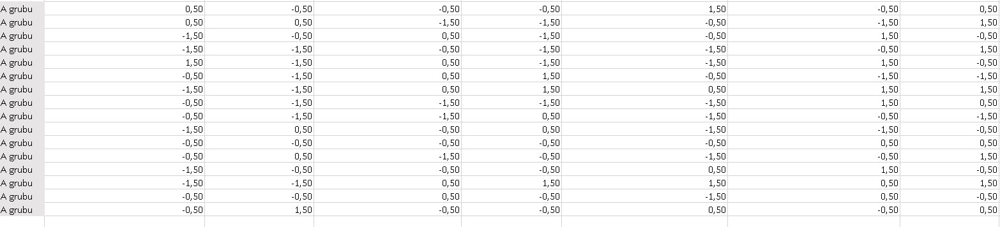 A grubu 0,50 -0,50 -0,50 -0,50 1,50 -0,50 0,50
A grubu 0,50 0,50 -1,50 -1,50 -0,50 -1,50 1,50
A grubu -1,50 -0,50 0,50 -1,50 -0,50 1,50 -0,50
A grubu -1,50 -1,50 -0,50 -1,50 -1,50 -0,50 1,50
A grubu 1,50 -1,50 0,50 -1,50 -1,50 1,50 -0,50
A grubu -0,50 -1,50 0,50 1,50 -0,50 -1,50 -1,50
A grubu -1,50 -1,50 0,50 1,50 0,50 1,50 1,50
A grubu -0,50 -1,50 -1,50 -1,50 -1,50 1,50 0,50
A grubu -0,50 -1,50 -1,50 0,50 -1,50 -0,50 -1,50
A grubu -1,50 0,50 -0,50 0,50 -1,50 -1,50 -0,50
A grubu -0,50 -0,50 -0,50 -0,50 -0,50 0,50 0,50
A grubu -0,50 0,50 -1,50 -0,50 -1,50 -0,50 1,50
A grubu -1,50 -0,50 -0,50 -0,50 0,50 1,50 -0,50
A grubu -1,50 -1,50 0,50 1,50 1,50 0,50 1,50
A grubu -0,50 -0,50 0,50 -0,50 -1,50 0,50 -0,50
A grubu -0,50 1,50 -0,50 -0,50 0,50 -0,50 0,50